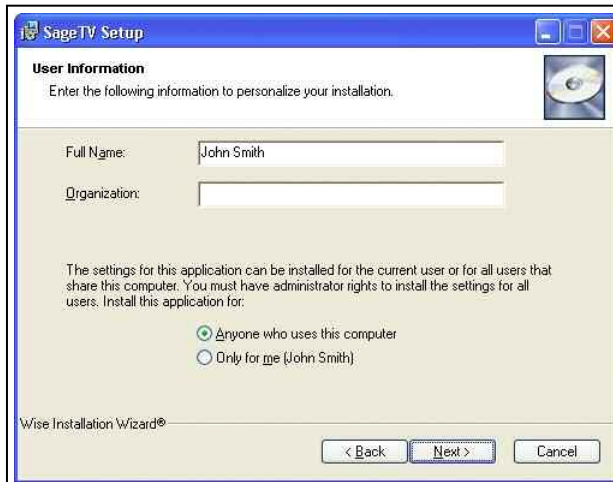 SageTV Setup
User Information
Enter the following information to personalize your installation.
Full Name:
John Smith
Organization:
The settings for this application can be installed for the current user or for all users that
share this computer. You must have administrator rights to install the settings for all
users. Install this application for:
Anyone who uses this computer
Only for me (John Smith)
Wise Installation Wizard®
< Back
Next >
Cancel